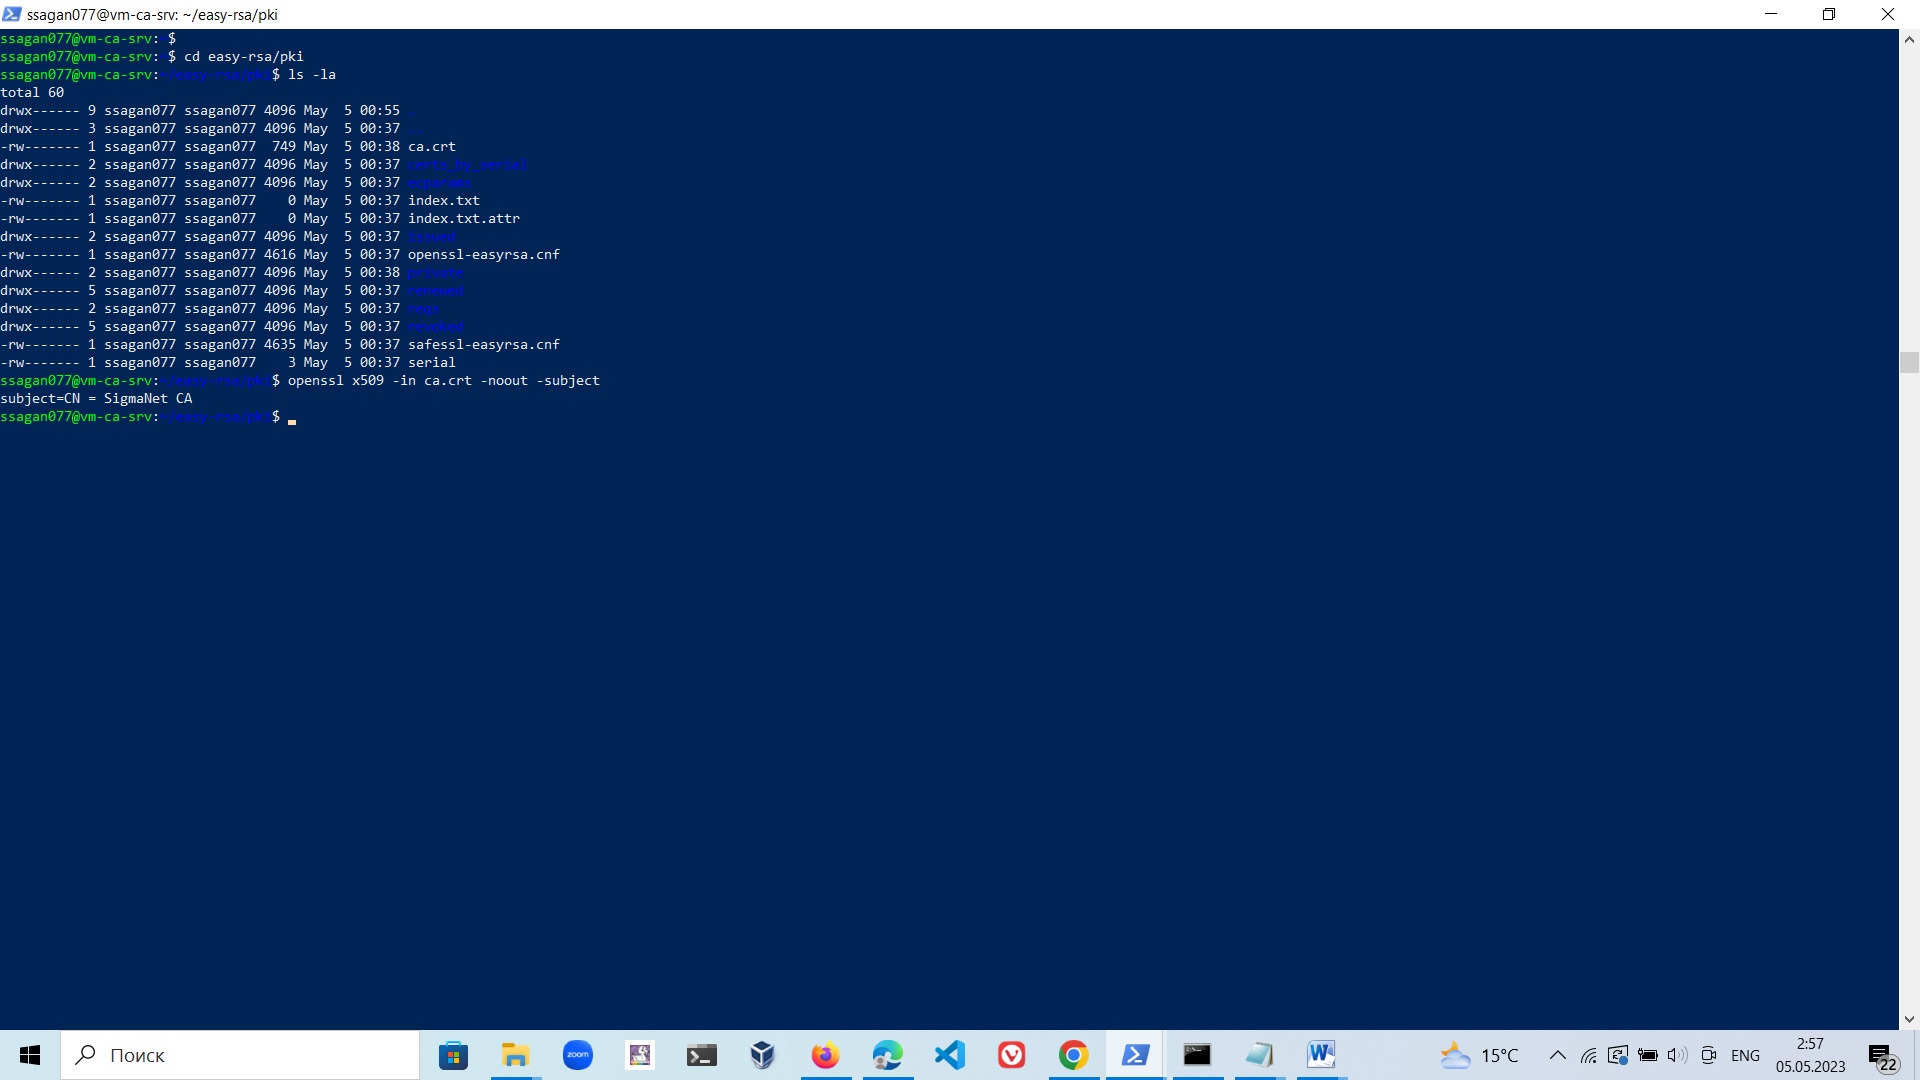 ssagan077@vm-ca-srv: ~/easy-rsa/pki
ssagan077@vm-ca-srv:~$
ssagan077@vm-ca-srv:~$ cd easy-rsa/pki
ssagan077@vm-ca-srv:~/easy-rsa/pki$ ls -la
total 60
drwx------ 9 ssagan077 ssagan077 4096 May  5 00:55 .
drwx------ 3 ssagan077 ssagan077 4096 May  5 00:37 ..
-rw------- 1 ssagan077 ssagan077  749 May  5 00:38 ca.crt
drwx------ 2 ssagan077 ssagan077 4096 May  5 00:37 certs_by_serial
drwx------ 2 ssagan077 ssagan077 4096 May  5 00:37 ecparams
-rw------- 1 ssagan077 ssagan077    0 May  5 00:37 index.txt
-rw------- 1 ssagan077 ssagan077    0 May  5 00:37 index.txt.attr
drwx------ 2 ssagan077 ssagan077 4096 May  5 00:37 issued
-rw------- 1 ssagan077 ssagan077 4616 May  5 00:37 openssl-easyrsa.cnf
drwx------ 2 ssagan077 ssagan077 4096 May  5 00:38 private
drwx------ 5 ssagan077 ssagan077 4096 May  5 00:37 renewed
drwx------ 2 ssagan077 ssagan077 4096 May  5 00:37 reqs
drwx------ 5 ssagan077 ssagan077 4096 May  5 00:37 revoked
-rw------- 1 ssagan077 ssagan077 4635 May  5 00:37 safessl-easyrsa.cnf
-rw------- 1 ssagan077 ssagan077    3 May  5 00:37 serial
ssagan077@vm-ca-srv:~/easy-rsa/pki$ openssl x509 -in ca.crt -noout -subject
subject=CN = SigmaNet CA
ssagan077@vm-ca-srv:~/easy-rsa/pki$
Поиск
zoom
15°C
ENG
2:57
05.05.2023
22